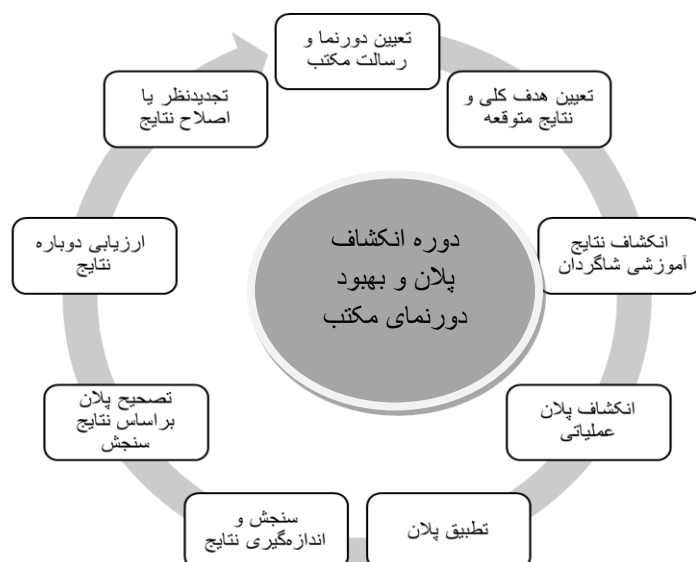 تعیین دورنما و
رسالت مکتب
تعیین هدف کلی و
نتایج متوقعه
انکشاف نتایج
آموزشی شاگردان
انکشاف پلان
عملیاتی
تطبیق پلان
سنجش و
اندازه‌گیری نتایج
تصحیح پلان
براساس نتایج
سنجش
ارزیابی دوباره
نتایج
تجدیدنظر یا
اصلاح نتایج
دوره انکشاف
پلان و بهبود
دورنمای مکتب